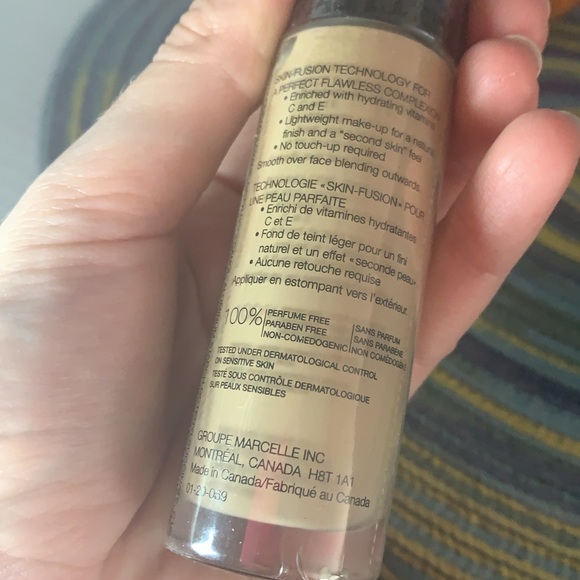 SKIN-FUSION TECHNOLOGY FOR
A PERFECT FLAWLESS COMPLEXION
• Enriched with hydrating vitamins
C and E
• Lightweight make-up for a natural
finish and a "second skin" feel
• No touch-up required
Smooth over face blending outwards.
TECHNOLOGIE «SKIN-FUSION» POUR
UNE PEAU PARFAITE
• Enrichi de vitamines hydratantes
C et E
• Fond de teint léger pour un fini
naturel et un effet «seconde peau»
• Aucune retouche requise
Appliquer en estompant vers l'extérieur.
100% PERFUME FREE SANS PARFUM
PARABEN FREE SANS PARABÈNE
NON-COMEDOGENIC NON COMÉDOGÈNE
TESTED UNDER DERMATOLOGICAL CONTROL
ON SENSITIVE SKIN
TESTÉ SOUS CONTRÔLE DERMATOLOGIQUE
SUR PEAUX SENSIBLES
GROUPE MARCELLE INC
MONTRÉAL, CANADA H8T 1A1
Made in Canada/Fabriqué au Canada